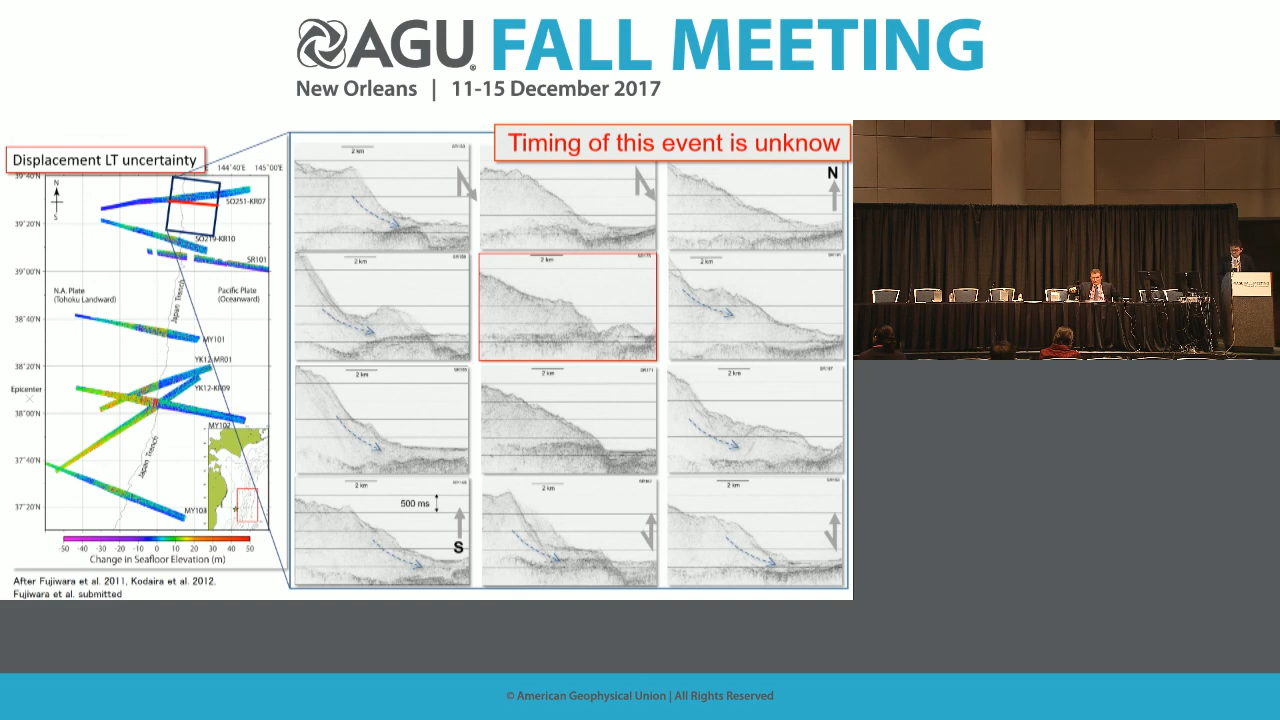 AGU FALL MEETING
New Orleans | 11-15 December 2017
Timing of this event is unknow
Displacement LT uncertainty
E 144°40'E 145°00'E
39°40'N
N
S
SO251-KR07
39°20'N
SO219-KR10
SR101
39°00'N
N.A. Plate
(Tohoku Landward)
Pacific Plate
(Oceanward)
Japan Trench
38°40'N
MY101
38°20'N
YK12-MR01
Epicenter
YK12-KR09
38°00'N
MY102
Japan Trench
37°40'N
37°20'N
MY103
-50 -40 -30 -20 -10 0 10 20 30 40 50
Change in Seafloor Elevation (m)
After Fujiwara et al. 2011, Kodaira et al. 2012.
Fujiwara et al. submitted
2 km
N
2 km
2 km
2 km
2 km
2 km
2 km
2 km
500 ms
S
2 km
2 km
AGU FALL MEETING
© American Geophysical Union | All Rights Reserved